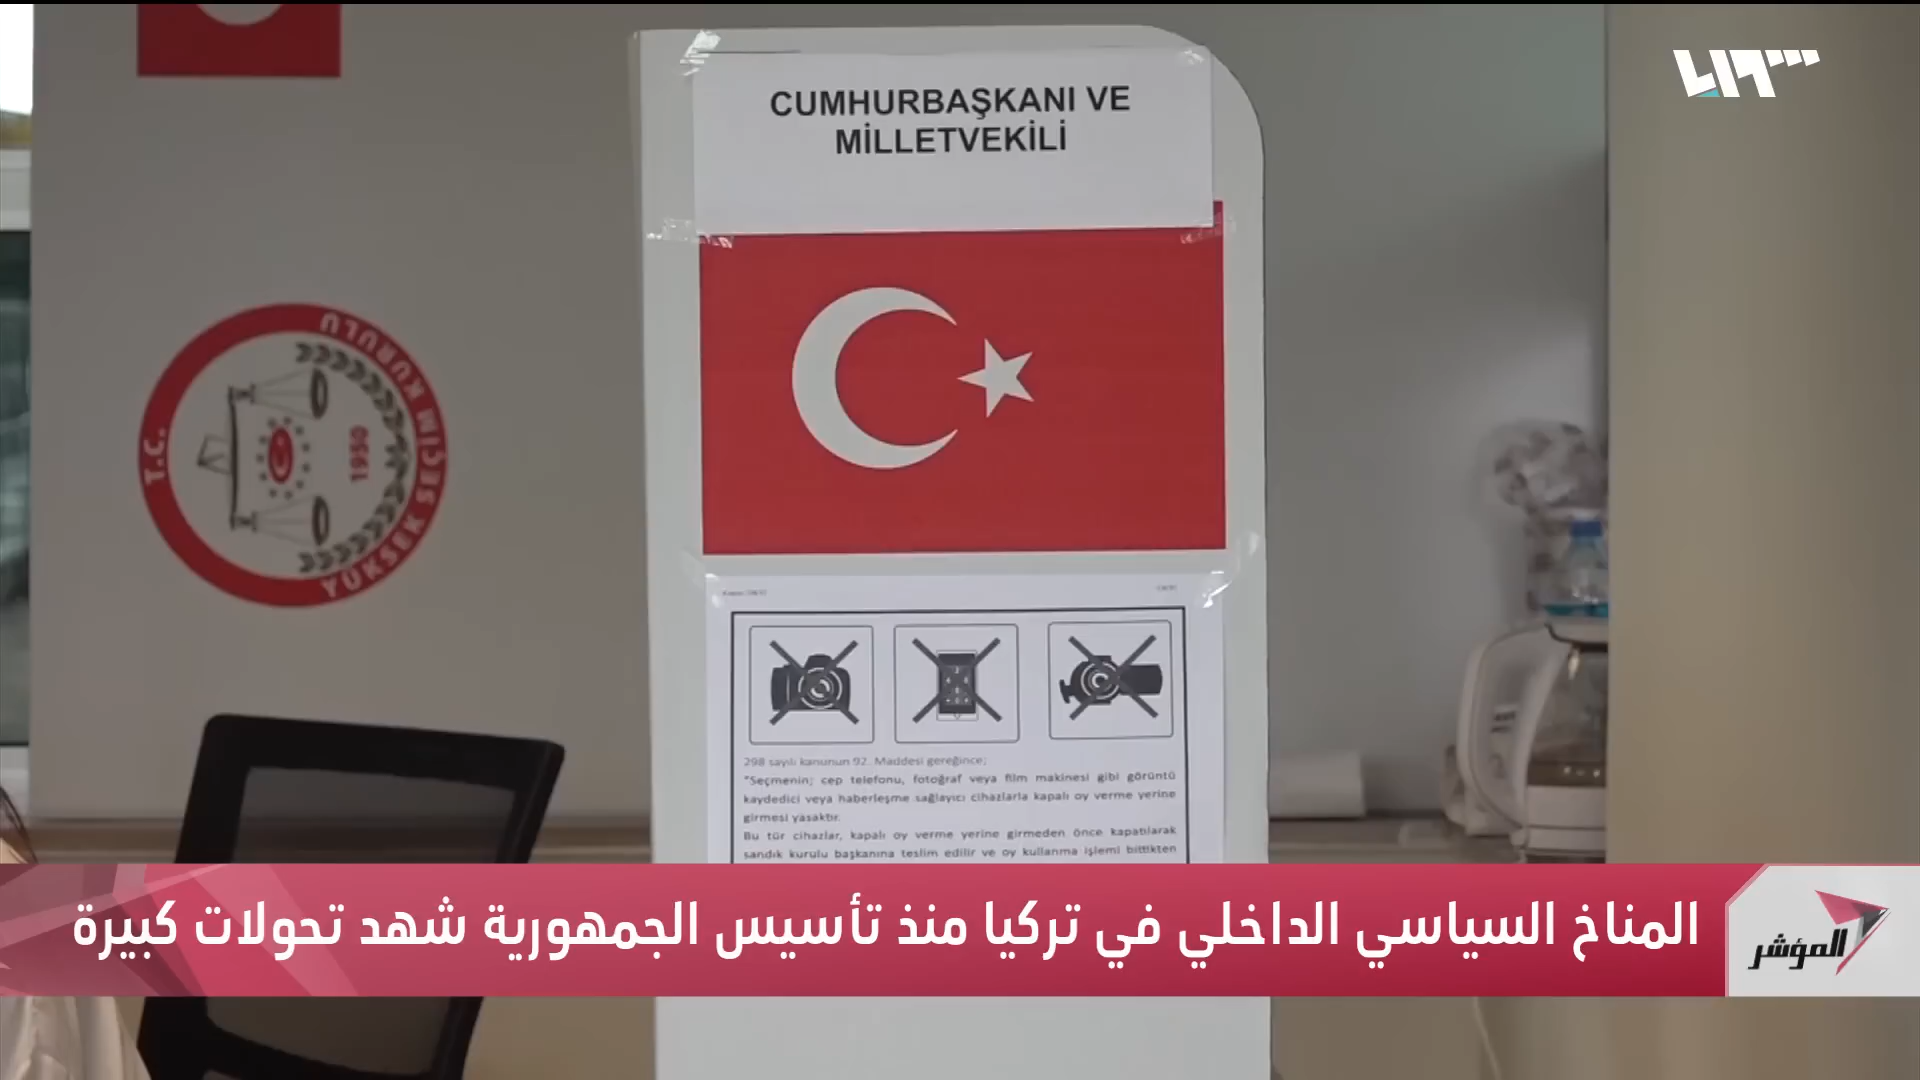 سوريا
CUMHURBAŞKANI VE
MİLLETVEKİLİ
T.C. YÜKSEK SEÇİM KURULU
1950
298 sayılı kanunun 92. Maddesi gereğince;
"Seçmenin; cep telefonu, fotoğraf veya film makinesi gibi görüntü
kaydedici veya haberleşme sağlayıcı cihazlarla kapalı oy verme yerine
girmesi yasaktır.
Bu tür cihazlar, kapalı oy verme yerine girmeden önce kapatılarak
sandık kurulu başkanına teslim edilir ve oy kullanma işlemi bittikten
المناخ السياسي الداخلي في تركيا منذ تأسيس الجمهورية شهد تحولات كبيرة
المؤشر